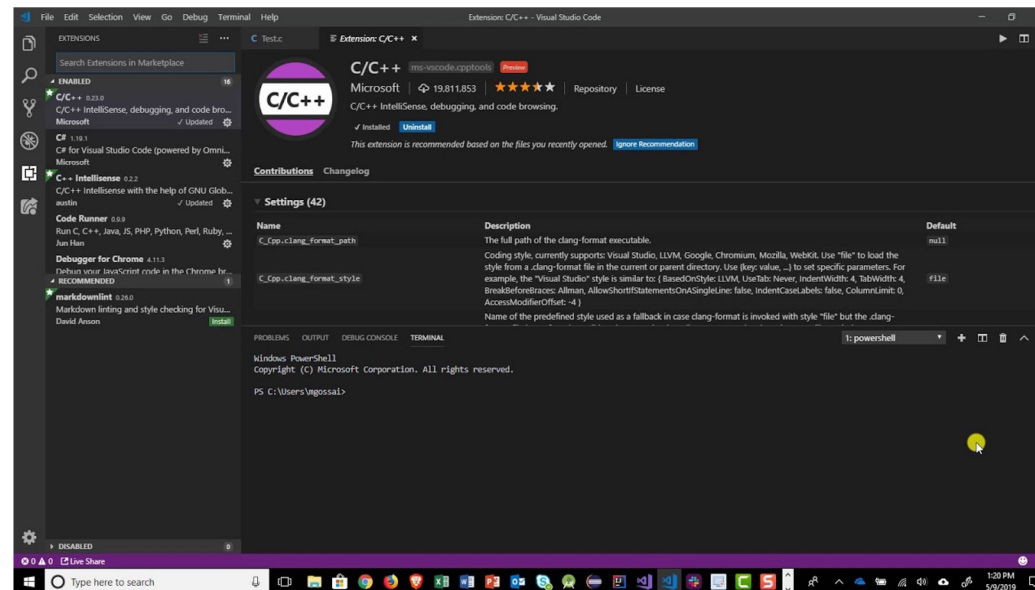 File Edit Selection View Go Debug Terminal Help
Extension: C/C++ - Visual Studio Code
EXTENSIONS
Search Extensions in Marketplace
ENABLED 16
C/C++ 0.23.0
C/C++ IntelliSense, debugging, and code bro...
Microsoft ✓ Updated
C# 1.19.1
C# for Visual Studio Code (powered by Omni...
Microsoft
C++ Intellisense 0.2.2
C/C++ Intellisense with the help of GNU Glob...
austin ✓ Updated
Code Runner 0.9.9
Run C, C++, Java, JS, PHP, Python, Perl, Ruby, ...
Jun Han
Debugger for Chrome 4.11.3
Debug your JavaScript code in the Chrome br...
RECOMMENDED 1
markdownlint 0.26.0
Markdown linting and style checking for Visu...
David Anson Install
DISABLED 0
C Test.c
Extension: C/C++ ×
C/C++
C/C++ ms-vscode.cpptools Preview
Microsoft 19,811,853 Repository License
C/C++ IntelliSense, debugging, and code browsing.
✓ Installed Uninstall
This extension is recommended based on the files you recently opened. Ignore Recommendation
Contributions Changelog
Settings (42)
Name Description Default
C_Cpp.clang_format_path The full path of the clang-format executable. null
Coding style, currently supports: Visual Studio, LLVM, Google, Chromium, Mozilla, WebKit. Use "file" to load the
style from a .clang-format file in the current or parent directory. Use {key: value, ...} to set specific parameters. For
C_Cpp.clang_format_style example, the "Visual Studio" style is similar to: { BasedOnStyle: LLVM, UseTab: Never, IndentWidth: 4, TabWidth: 4, file
BreakBeforeBraces: Allman, AllowShortIfStatementsOnASingleLine: false, IndentCaseLabels: false, ColumnLimit: 0,
AccessModifierOffset: -4 }
Name of the predefined style used as a fallback in case clang-format is invoked with style "file" but the .clang-
PROBLEMS OUTPUT DEBUG CONSOLE TERMINAL 1: powershell
Windows PowerShell
Copyright (C) Microsoft Corporation. All rights reserved.
PS C:\Users\mgossai>
0 0 Live Share
Type here to search
1:20 PM
5/9/2019